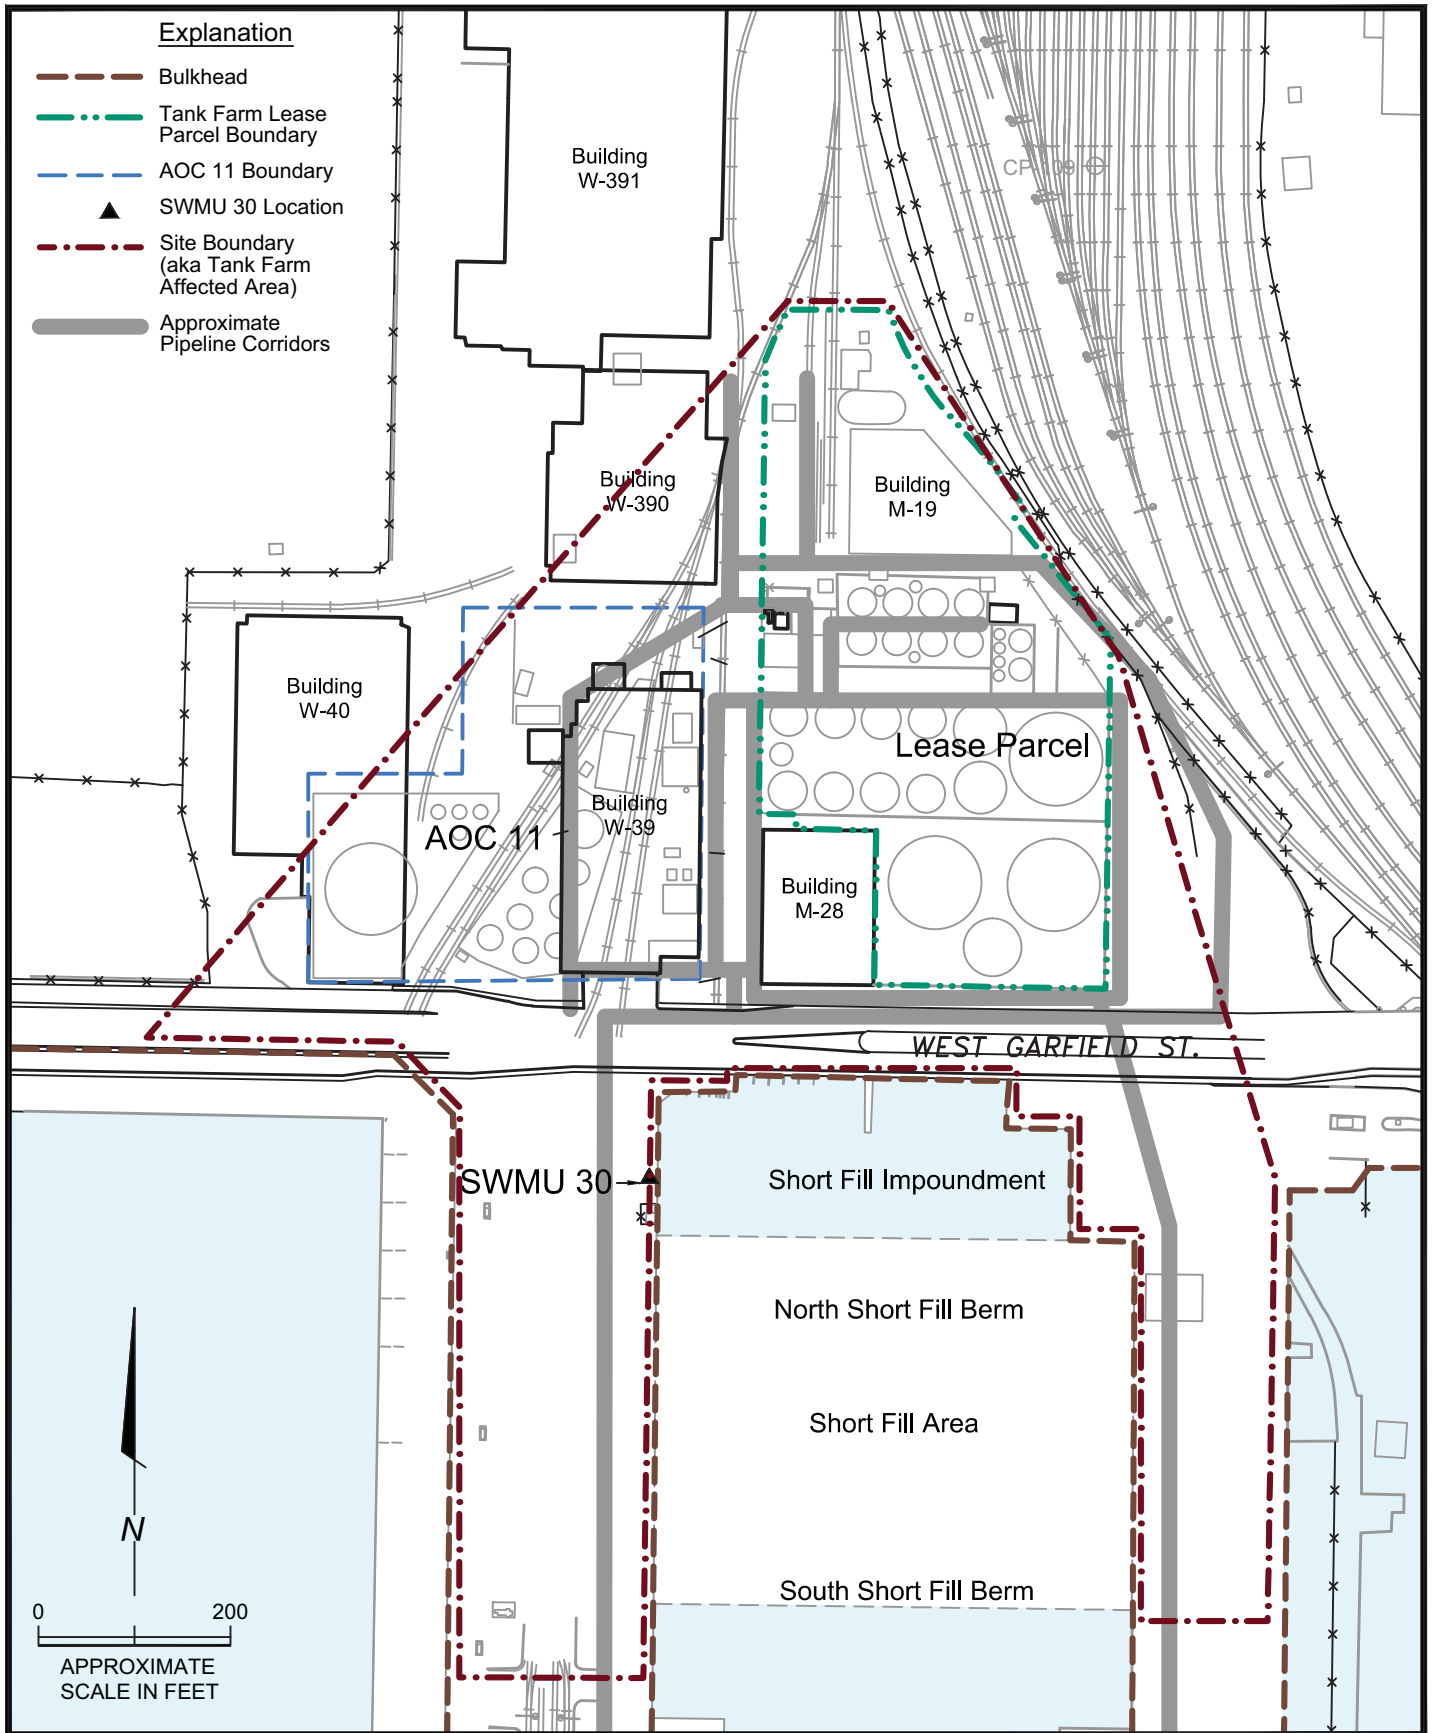 Explanation
Bulkhead
Tank Farm Lease
Parcel Boundary
AOC 11 Boundary
SWMU 30 Location
Site Boundary
(aka Tank Farm
Affected Area)
Approximate
Pipeline Corridors
Building
W-391
CP-109
Building
W-390
Building
M-19
Building
W-40
Lease Parcel
Building
W-39
AOC 11
Building
M-28
WEST GARFIELD ST.
SWMU 30
Short Fill Impoundment
North Short Fill Berm
Short Fill Area
South Short Fill Berm
N
0 200
APPROXIMATE
SCALE IN FEET